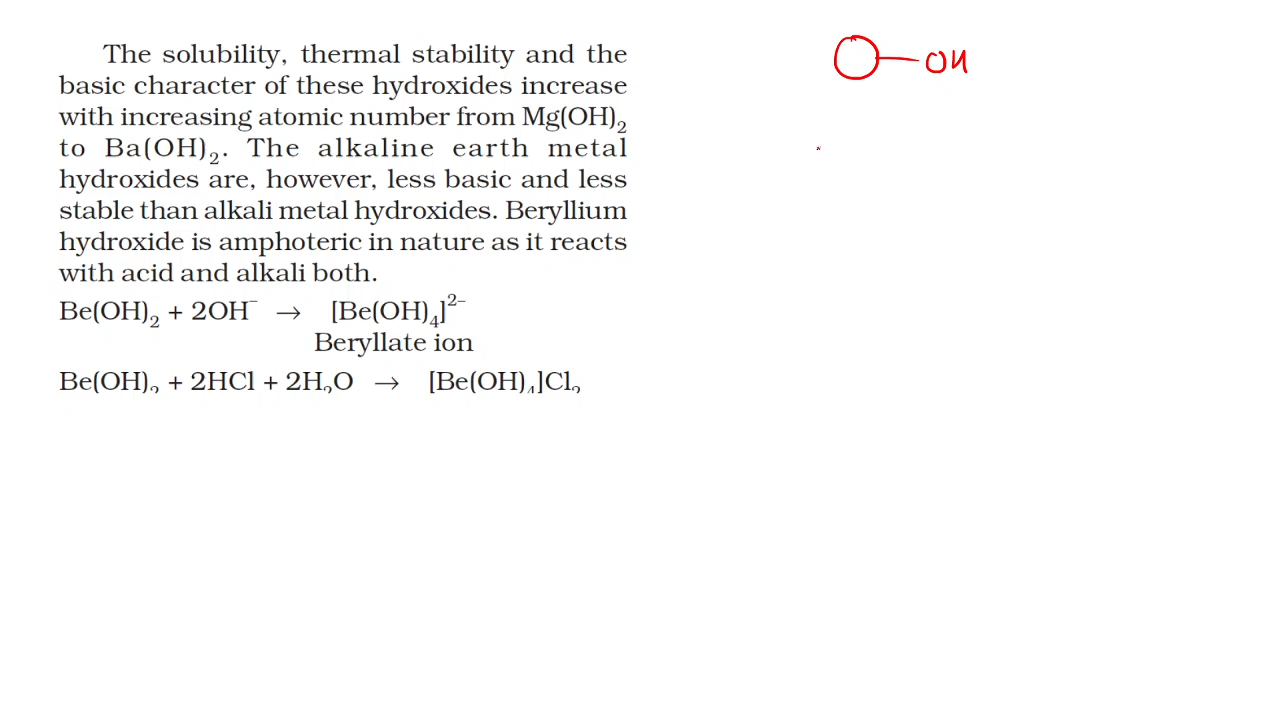 The solubility, thermal stability and the
basic character of these hydroxides increase
with increasing atomic number from Mg(OH)₂
to Ba(OH)₂. The alkaline earth metal
hydroxides are, however, less basic and less
stable than alkali metal hydroxides. Beryllium
hydroxide is amphoteric in nature as it reacts
with acid and alkali both.
Be(OH)₂ + 2OH⁻ → [Be(OH)₄]²⁻
Beryllate ion
Be(OH)₂ + 2HCl + 2H₂O → [Be(OH)₄]Cl₂
OH